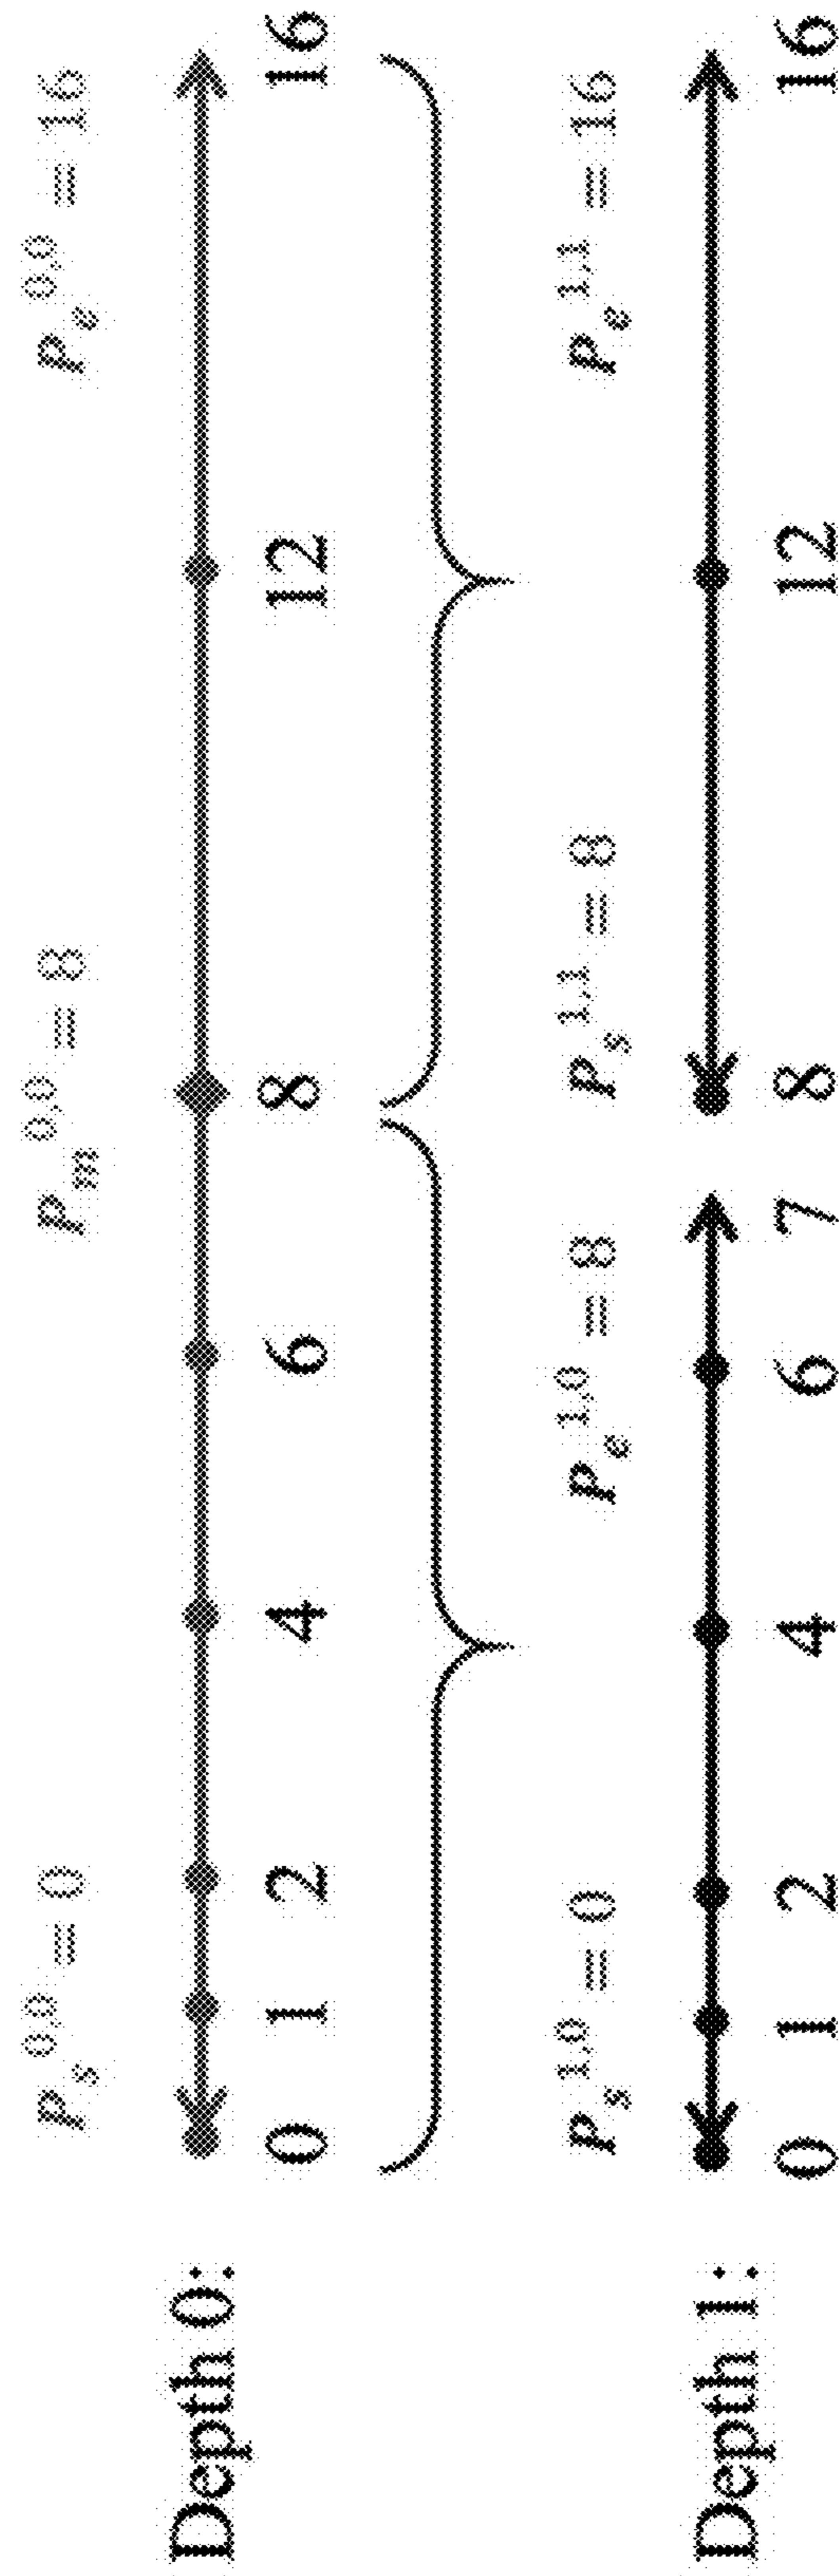 P_s^{0,0} = 0 P_m^{0,0} = 8 P_e^{0,0} = 16
Depth 0:
0 1 2 4 6 8 12 16
P_s^{1,0} = 0 P_e^{1,0} = 8 P_s^{1,1} = 8 P_e^{1,1} = 16
Depth 1:
0 1 2 4 6 7 8 12 16